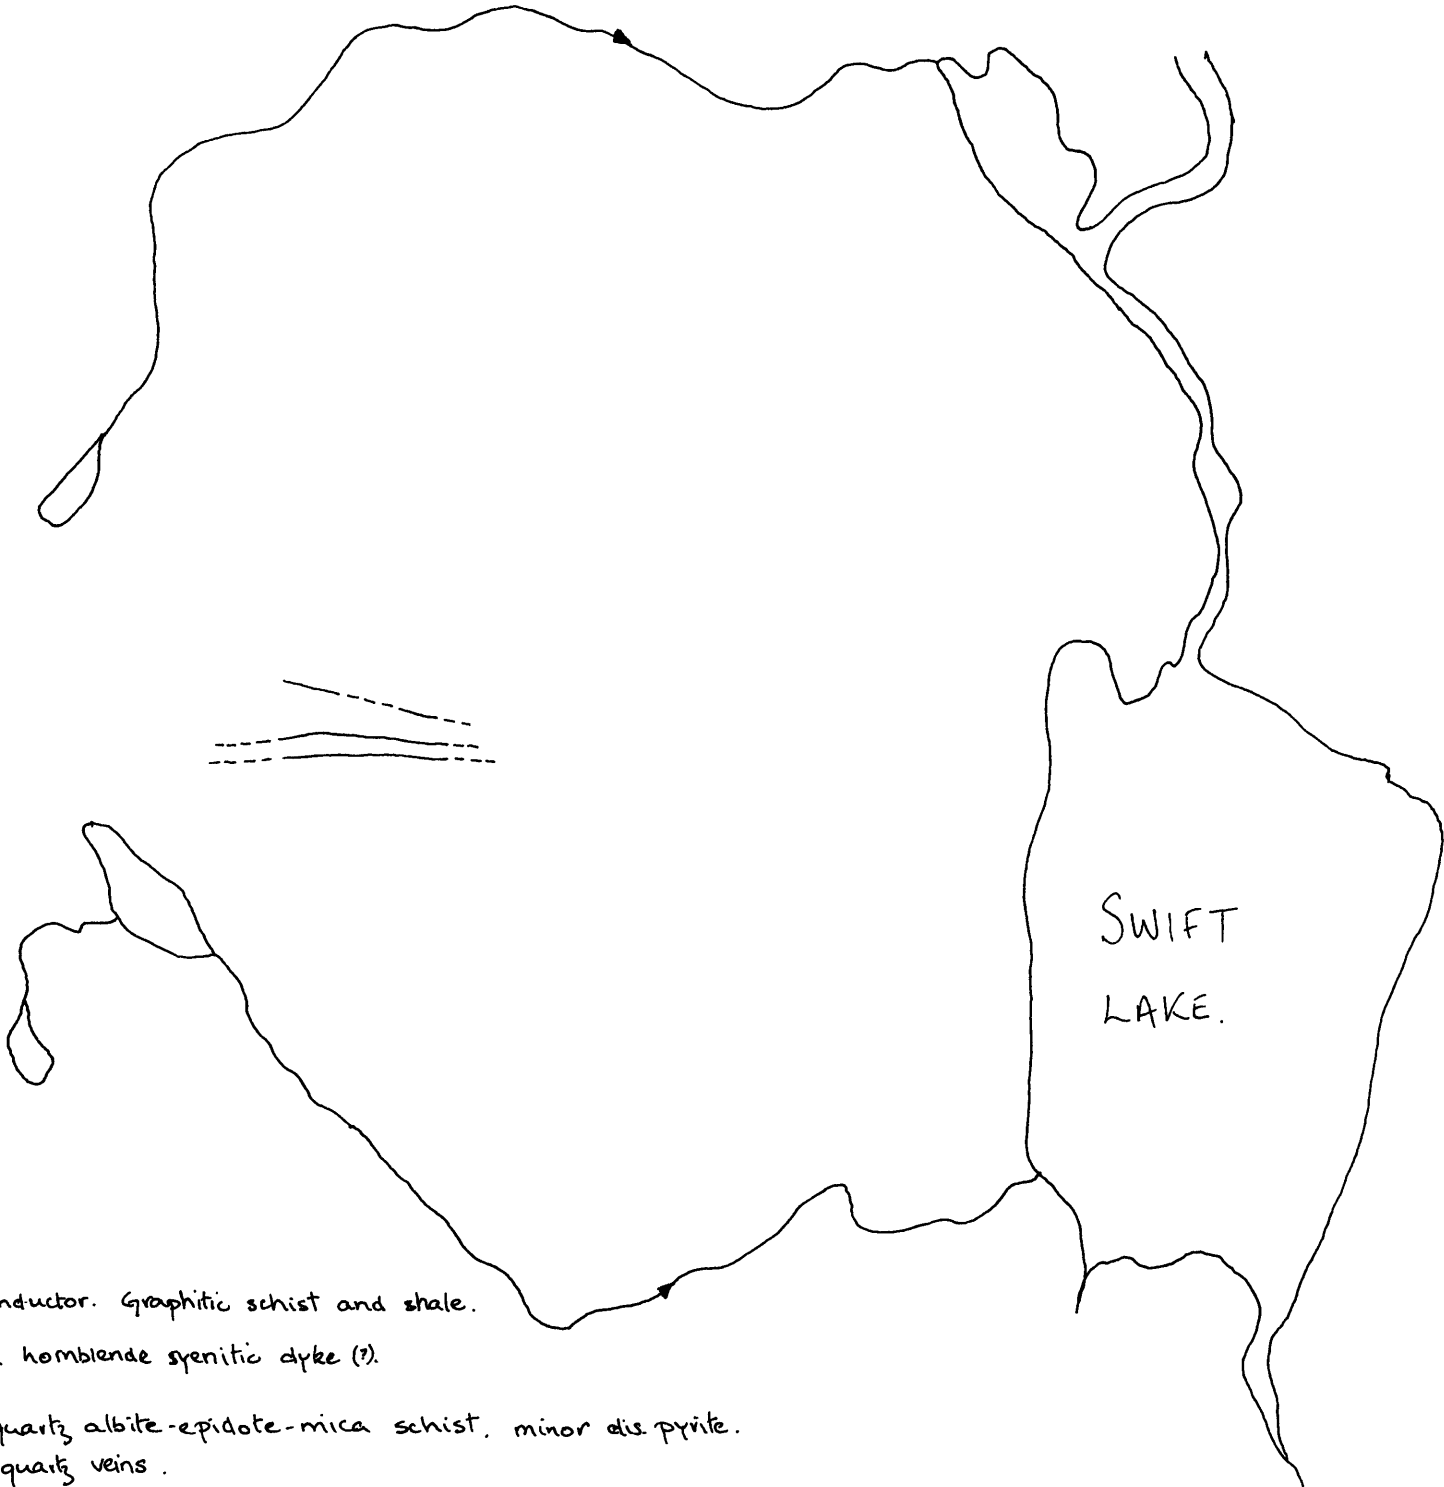 SWIFT
LAKE.
nductor. Graphitic schist and shale.
. hornblende syenitic dyke (?).
quartz albite-epidote-mica schist. minor dis. pyrite.
quartz veins.